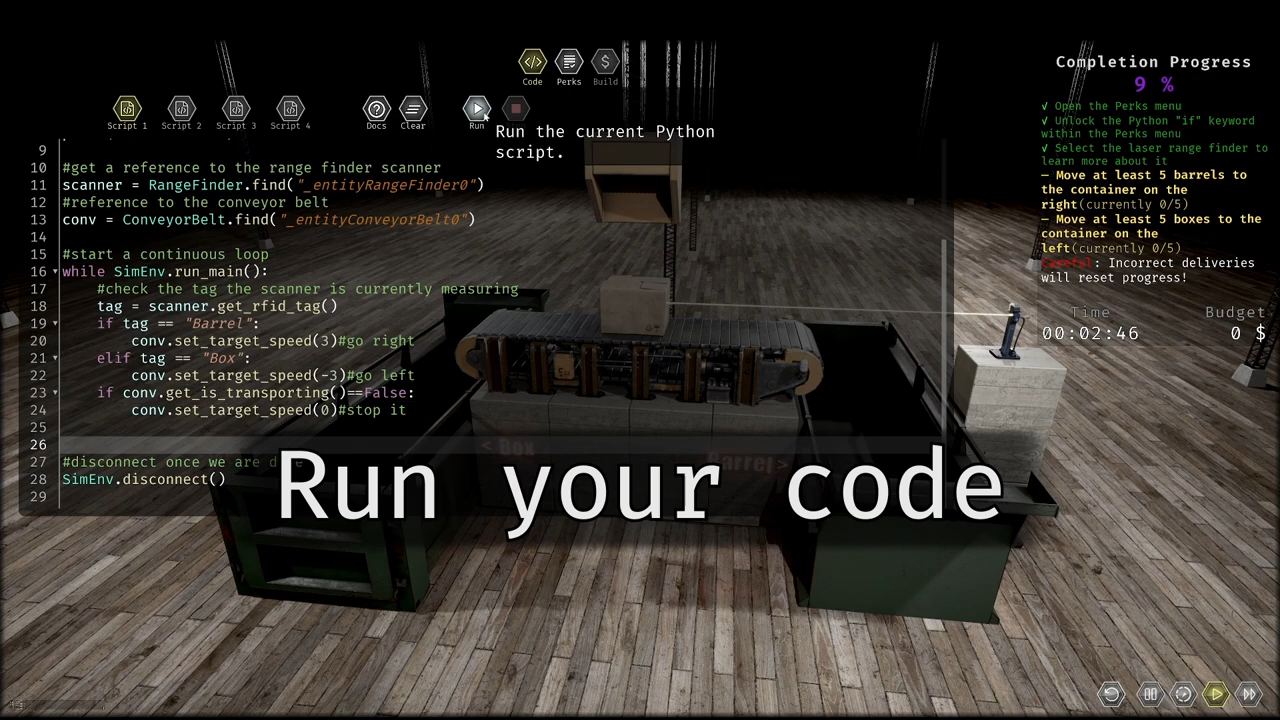 Code
Perks
Build
Script 1
Script 2
Script 3
Script 4
Docs
Clear
Run
Run the current Python
script.
9
10 #get a reference to the range finder scanner
11 scanner = RangeFinder.find("_entityRangeFinder0")
12 #reference to the conveyor belt
13 conv = ConveyorBelt.find("_entityConveyorBelt0")
14
15 #start a continuous loop
16 while SimEnv.run_main():
17 #check the tag the scanner is currently measuring
18 tag = scanner.get_rfid_tag()
19 if tag == "Barrel":
20 conv.set_target_speed(3)#go right
21 elif tag == "Box":
22 conv.set_target_speed(-3)#go left
23 if conv.get_is_transporting()==False:
24 conv.set_target_speed(0)#stop it
25
26
27 #disconnect once we are d
28 SimEnv.disconnect()
29
Completion Progress
9 %
√ Open the Perks menu
√ Unlock the Python "if" keyword
within the Perks menu
√ Select the laser range finder to
learn more about it
— Move at least 5 barrels to
the container on the
right(currently 0/5)
— Move at least 5 boxes to the
container on the
left(currently 0/5)
Careful: Incorrect deliveries
will reset progress!
Time
Budget
00:02:46
0 $
< Box
Barrel >
Run your code